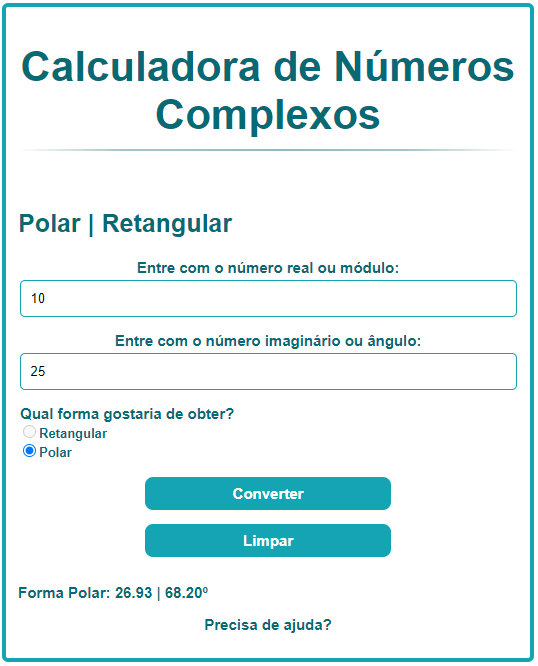 Calculadora de Números
Complexos
Polar | Retangular
Entre com o número real ou módulo:
10
Entre com o número imaginário ou ângulo:
25
Qual forma gostaria de obter?
Retangular
Polar
Converter
Limpar
Forma Polar: 26.93 | 68.20º
Precisa de ajuda?